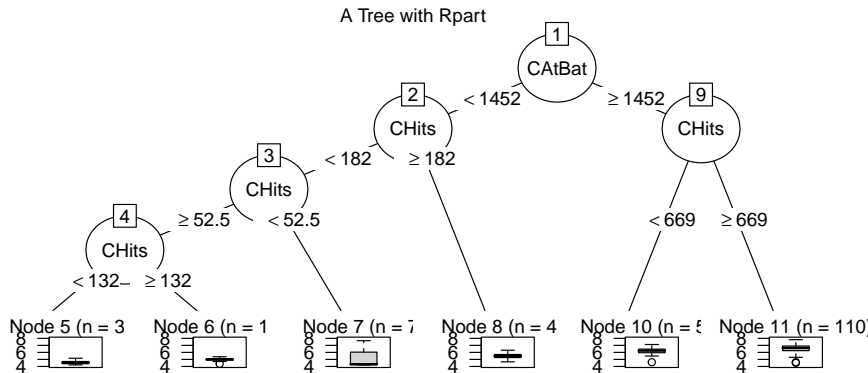 A Tree with Rpart
1
CAtBat
< 1452 ≥ 1452
2 9
CHits CHits
< 182 ≥ 182
3
CHits
≥ 52.5 < 52.5 < 669 ≥ 669
4
CHits
< 132 ≥ 132
Node 5 (n = 3 Node 6 (n = 1 Node 7 (n = 7 Node 8 (n = 4 Node 10 (n = 5 Node 11 (n = 110)
8 8 8 8 8 8
6 6 6 6 6 6
4 4 4 4 4 4